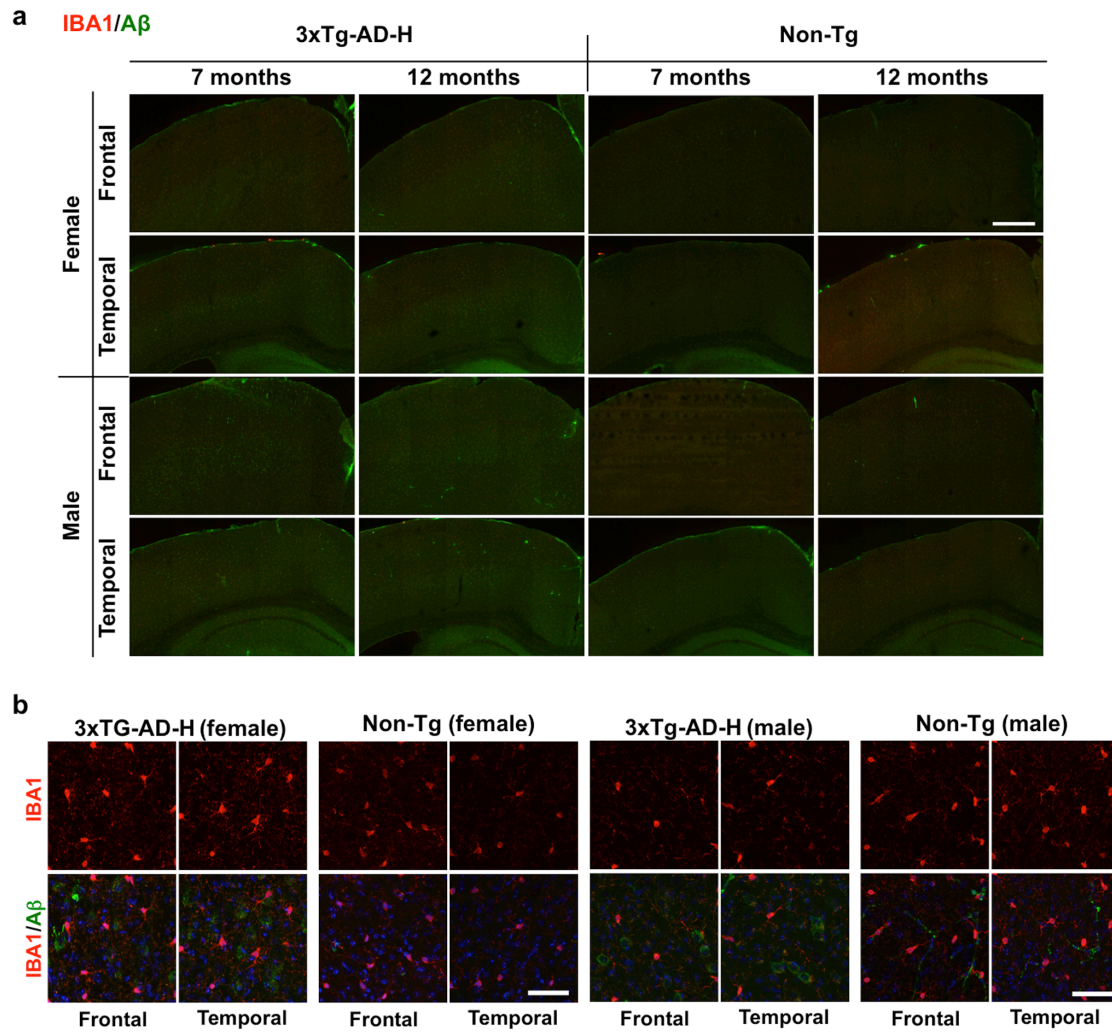 a
IBA1/Aβ
3xTg-AD-H
Non-Tg
7 months
12 months
7 months
12 months
Female
Frontal
Temporal
Male
Frontal
Temporal
b
3xTG-AD-H (female)
Non-Tg (female)
3xTg-AD-H (male)
Non-Tg (male)
IBA1
IBA1/Aβ
Frontal
Temporal
Frontal
Temporal
Frontal
Temporal
Frontal
Temporal